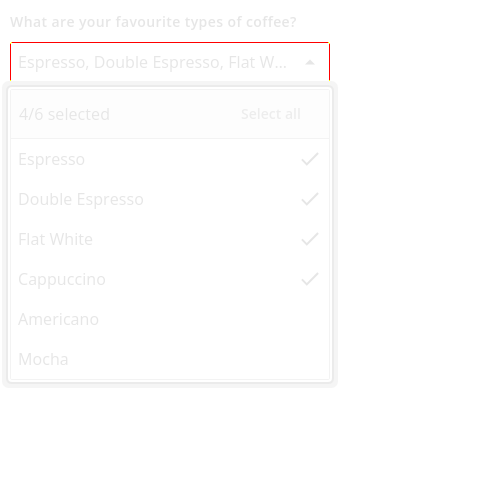 What are your favourite types of coffee?
Espresso, Double Espresso, Flat W...
4/6 selected Select all
Espresso
Double Espresso
Flat White
Cappuccino
Americano
Mocha